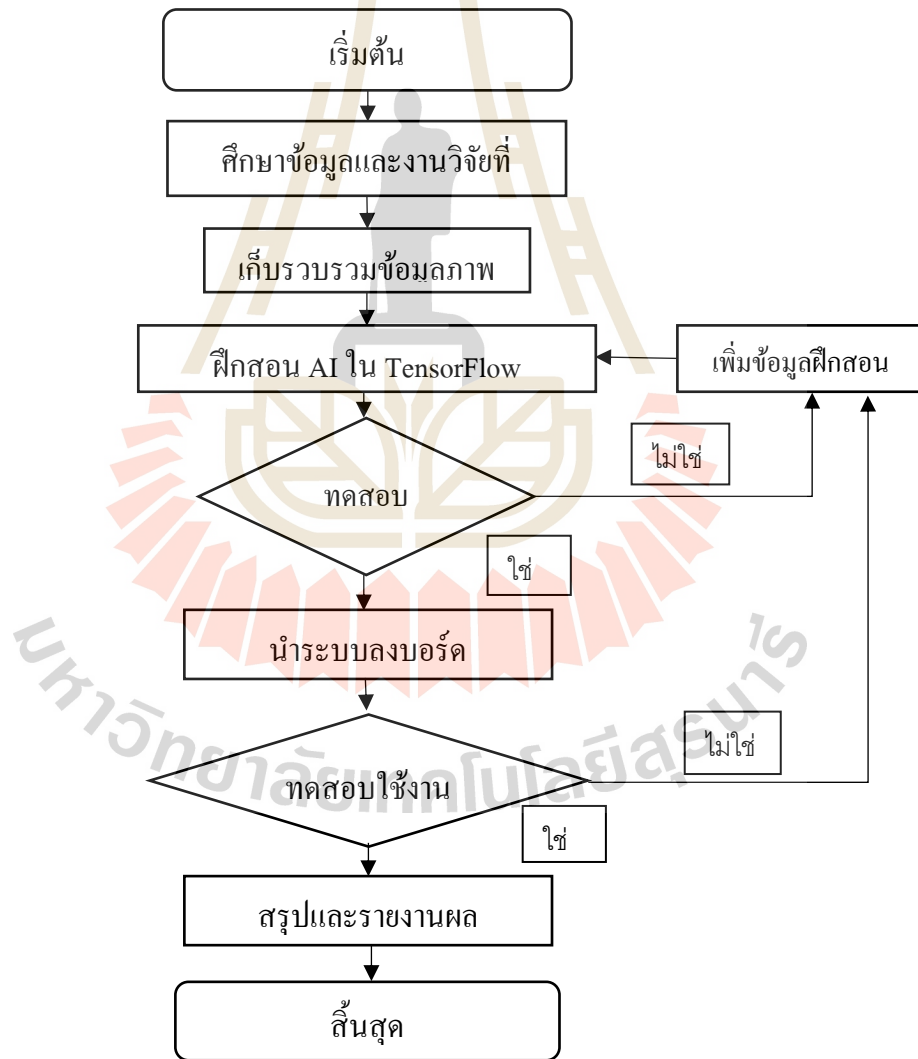 เริ่มต้น
ศึกษาข้อมูลและงานวิจัยที่
เก็บรวบรวมข้อมูลภาพ
ฝึกสอน AI ใน TensorFlow
เพิ่มข้อมูลฝึกสอน
ไม่ใช่
ทดสอบ
ใช่
นำระบบลงบอร์ด
ไม่ใช่
ทดสอบใช้งาน
ใช่
สรุปและรายงานผล
สิ้นสุด
มหาวิทยาลัยเทคโนโลยีสุรนารี